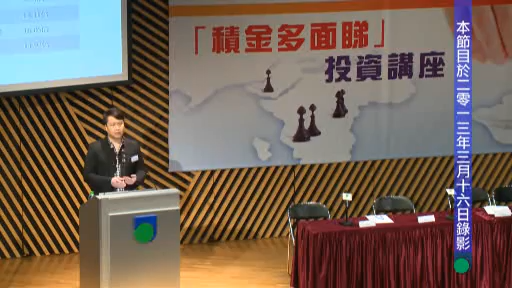 「積金多面睇」
投資講座
本節目於二零一三年三月十六日錄影